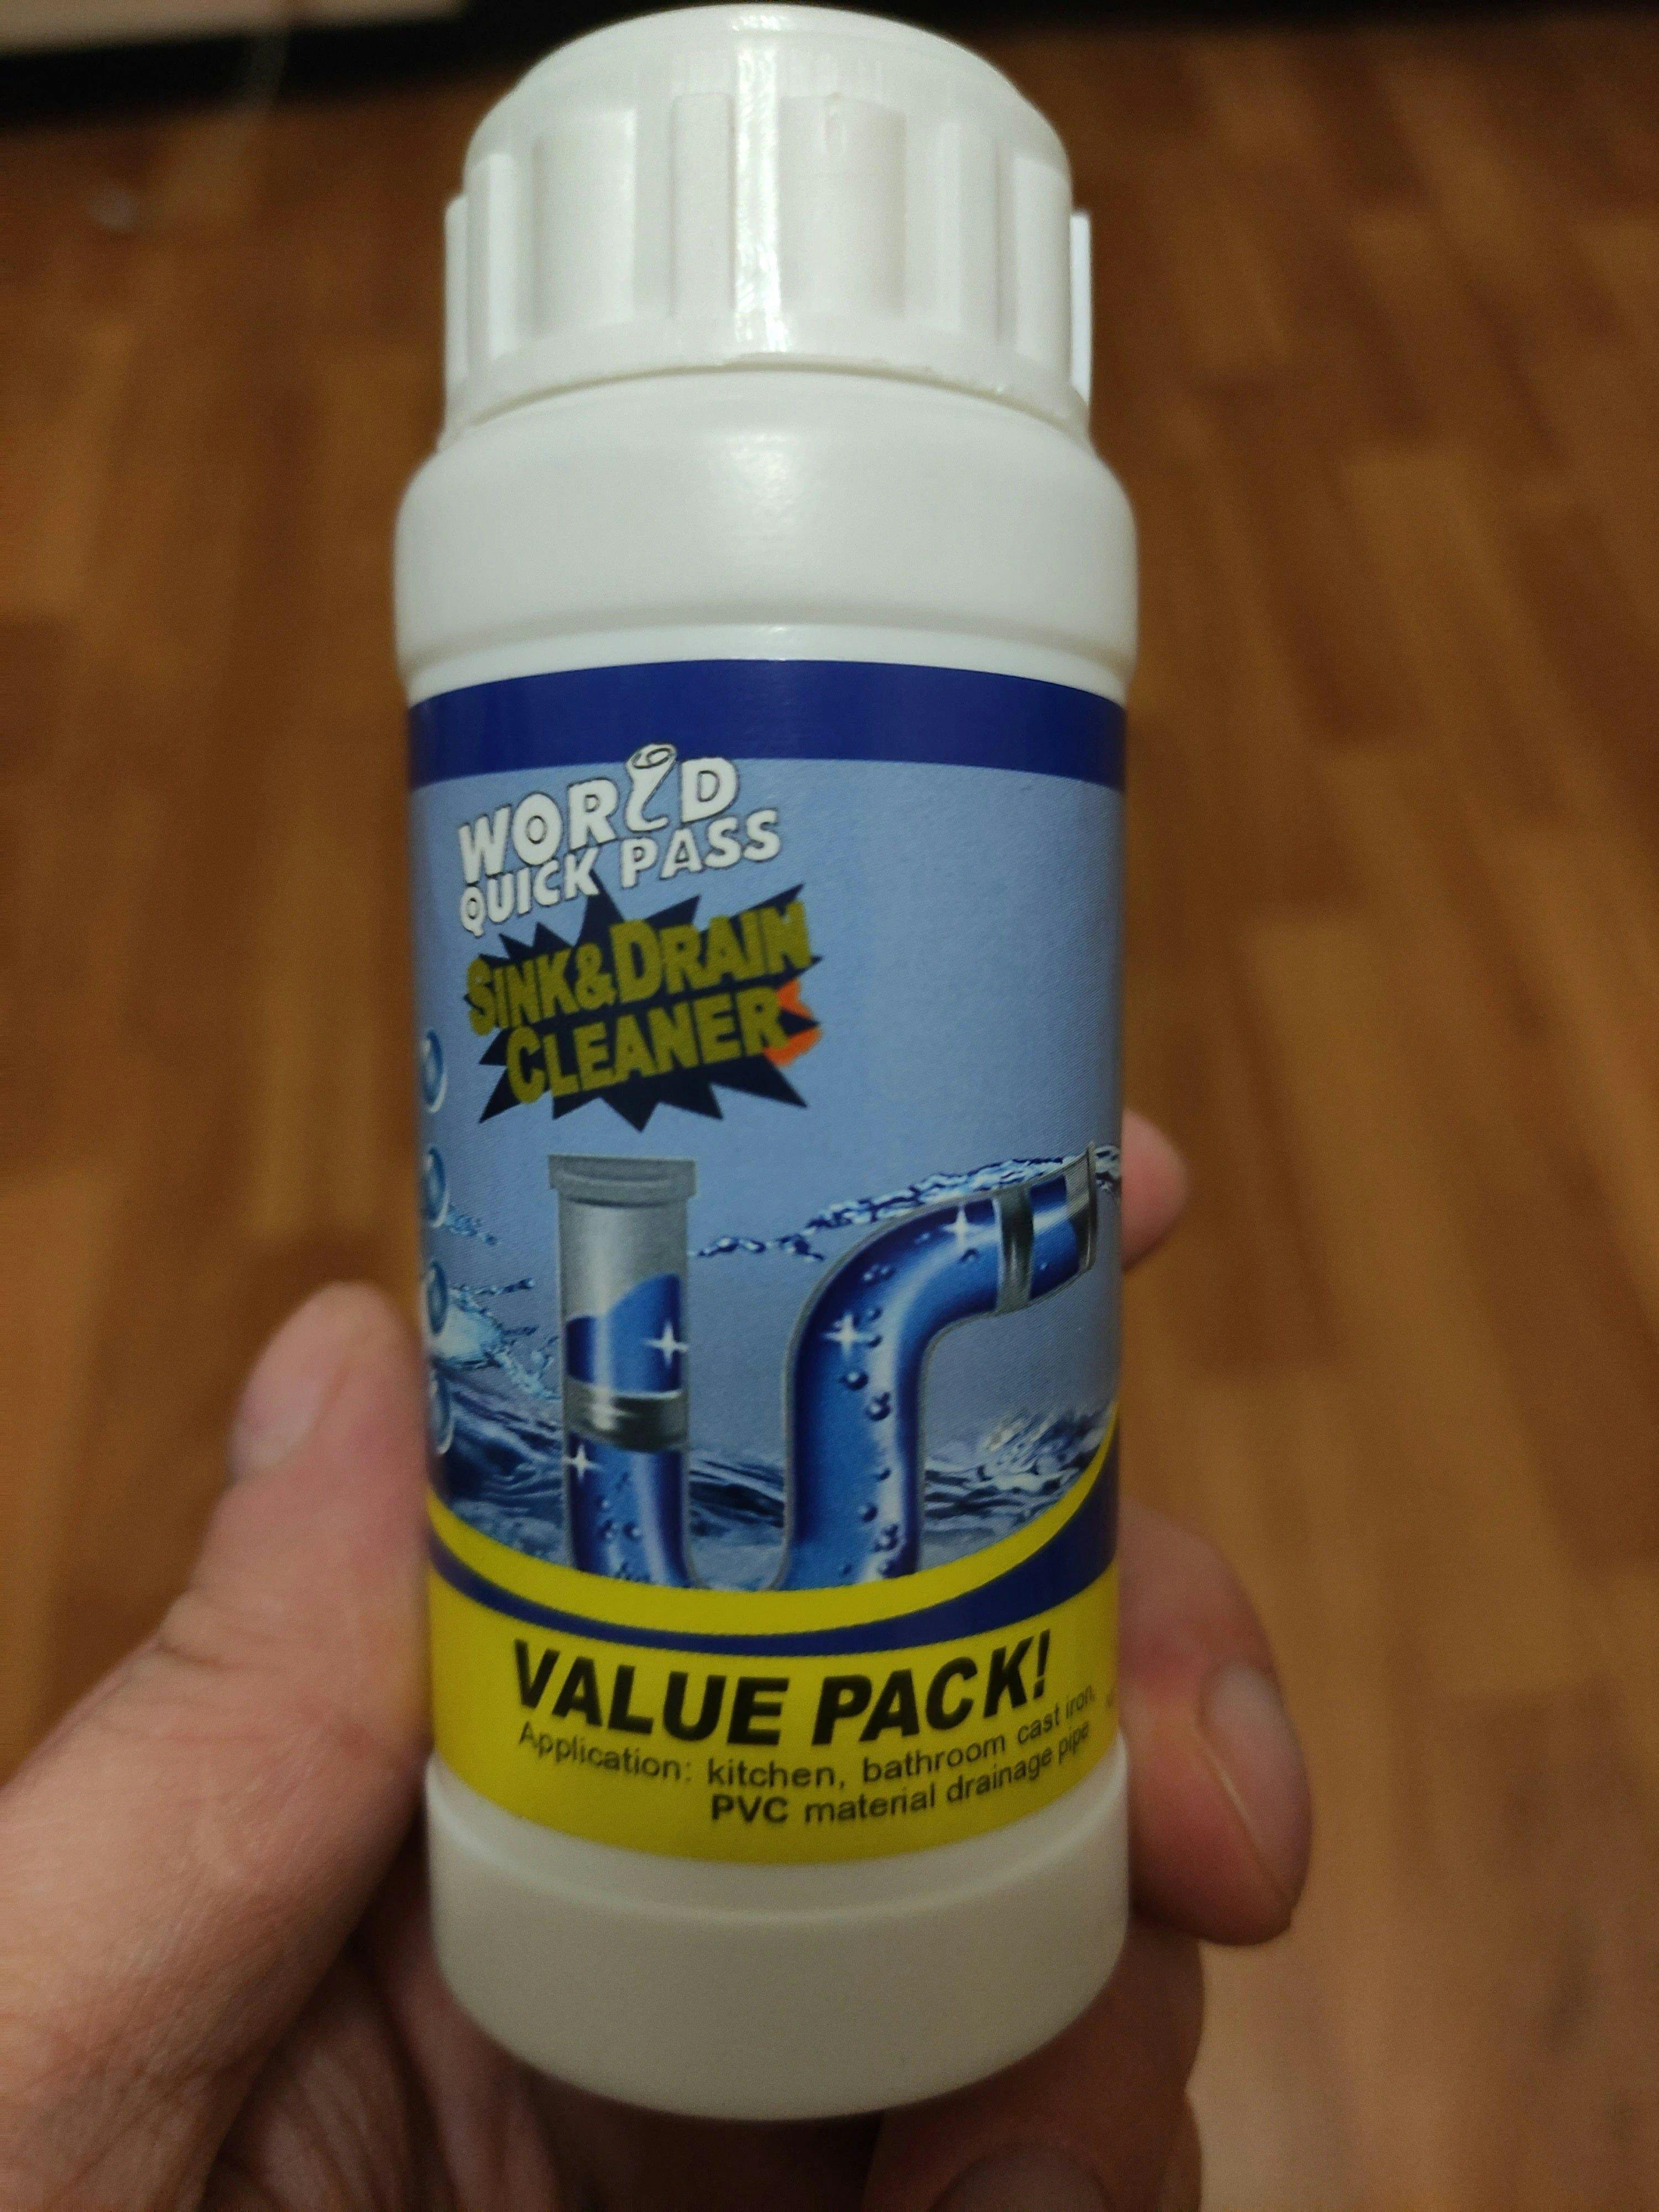 WORLD
QUICK PASS
SINK&DRAIN
CLEANER
VALUE PACK!
Application: kitchen, bathroom cast iron,
PVC material drainage pipe